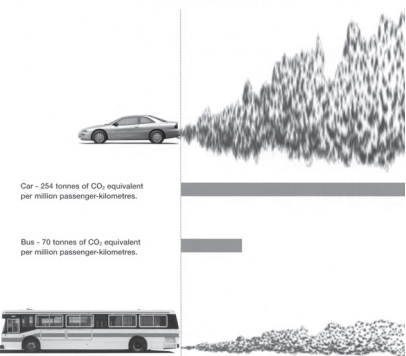 Car - 254 tonnes of CO₂ equivalent
per million passenger-kilometres.
Bus - 70 tonnes of CO₂ equivalent
per million passenger-kilometres.